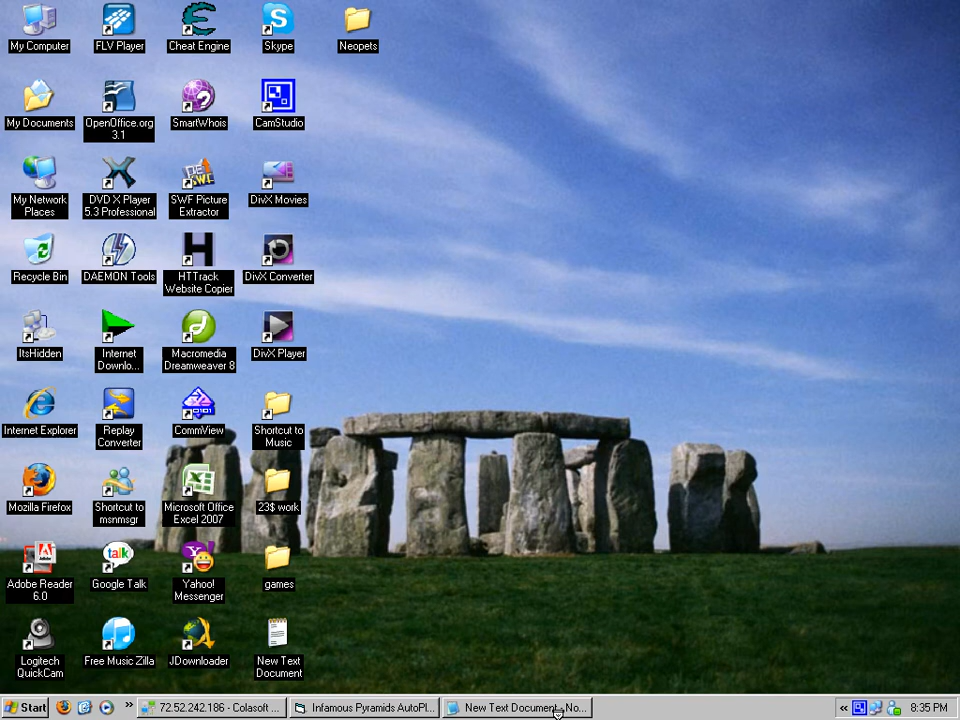 My Computer
FLV Player
Cheat Engine
Skype
Neopets
My Documents
OpenOffice.org
3.1
SmartWhois
CamStudio
My Network
Places
DVD X Player
5.3 Professional
SWF Picture
Extractor
DivX Movies
Recycle Bin
DAEMON Tools
HTTrack
Website Copier
DivX Converter
ItsHidden
Internet
Downlo...
Macromedia
Dreamweaver 8
DivX Player
Internet Explorer
Replay
Converter
CommView
Shortcut to
Music
Mozilla Firefox
Shortcut to
msnmsgr
Microsoft Office
Excel 2007
23$ work
Adobe Reader
6.0
Google Talk
Yahoo!
Messenger
games
Logitech
QuickCam
Free Music Zilla
JDownloader
New Text
Document
Start
72.52.242.186 - Colasoft ...
Infamous Pyramids AutoPl...
New Text Document - No...
8:35 PM